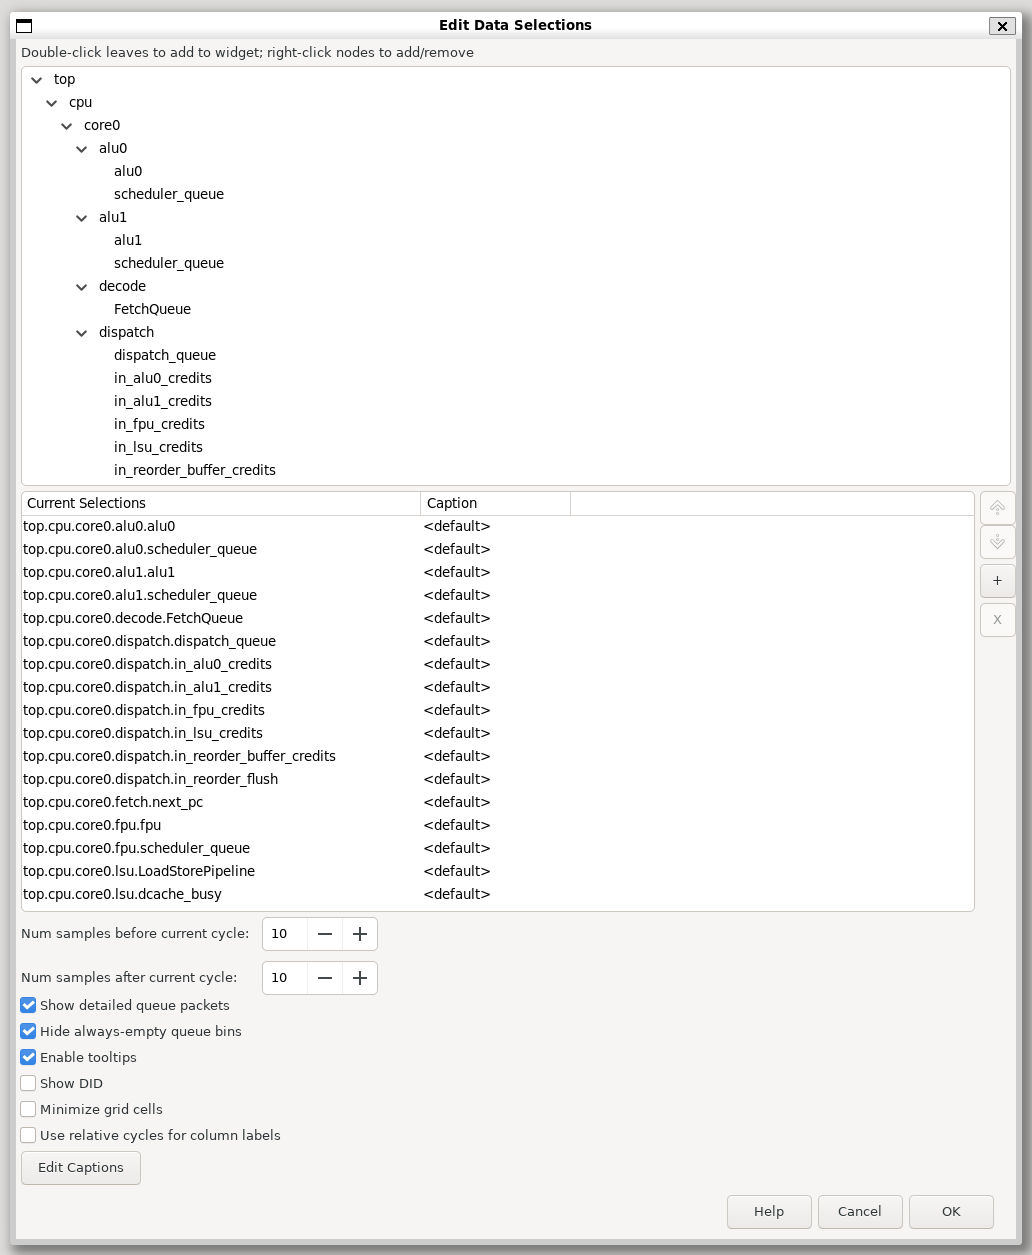 Edit Data Selections
Double-click leaves to add to widget; right-click nodes to add/remove
top
cpu
core0
alu0
alu0
scheduler_queue
alu1
alu1
scheduler_queue
decode
FetchQueue
dispatch
dispatch_queue
in_alu0_credits
in_alu1_credits
in_fpu_credits
in_lsu_credits
in_reorder_buffer_credits
Current Selections Caption
top.cpu.core0.alu0.alu0 <default>
top.cpu.core0.alu0.scheduler_queue <default>
top.cpu.core0.alu1.alu1 <default>
top.cpu.core0.alu1.scheduler_queue <default>
+
top.cpu.core0.decode.FetchQueue <default>
x
top.cpu.core0.dispatch.dispatch_queue <default>
top.cpu.core0.dispatch.in_alu0_credits <default>
top.cpu.core0.dispatch.in_alu1_credits <default>
top.cpu.core0.dispatch.in_fpu_credits <default>
top.cpu.core0.dispatch.in_lsu_credits <default>
top.cpu.core0.dispatch.in_reorder_buffer_credits <default>
top.cpu.core0.dispatch.in_reorder_flush <default>
top.cpu.core0.fetch.next_pc <default>
top.cpu.core0.fpu.fpu <default>
top.cpu.core0.fpu.scheduler_queue <default>
top.cpu.core0.lsu.LoadStorePipeline <default>
top.cpu.core0.lsu.dcache_busy <default>
Num samples before current cycle: 10 − +
Num samples after current cycle: 10 − +
Show detailed queue packets
Hide always-empty queue bins
Enable tooltips
Show DID
Minimize grid cells
Use relative cycles for column labels
Edit Captions
Help Cancel OK